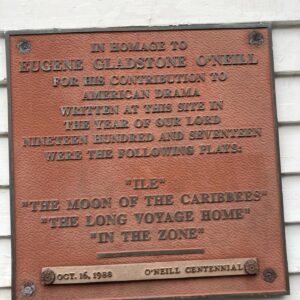 IN HOMAGE TO
EUGENE GLADSTONE O'NEILL
FOR HIS CONTRIBUTION TO
AMERICAN DRAMA
WRITTEN AT THIS SITE IN
THE YEAR OF OUR LORD
NINETEEN HUNDRED AND SEVENTEEN
WERE THE FOLLOWING PLAYS:
"ILE"
"THE MOON OF THE CARIBBEES"
"THE LONG VOYAGE HOME"
"IN THE ZONE"
OCT. 16, 1988 O'NEILL CENTENNIAL